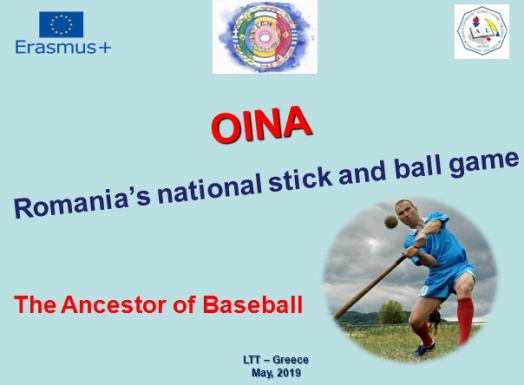 Erasmus+
OINA
Romania's national stick and ball game
The Ancestor of Baseball
LTT – Greece
May, 2019